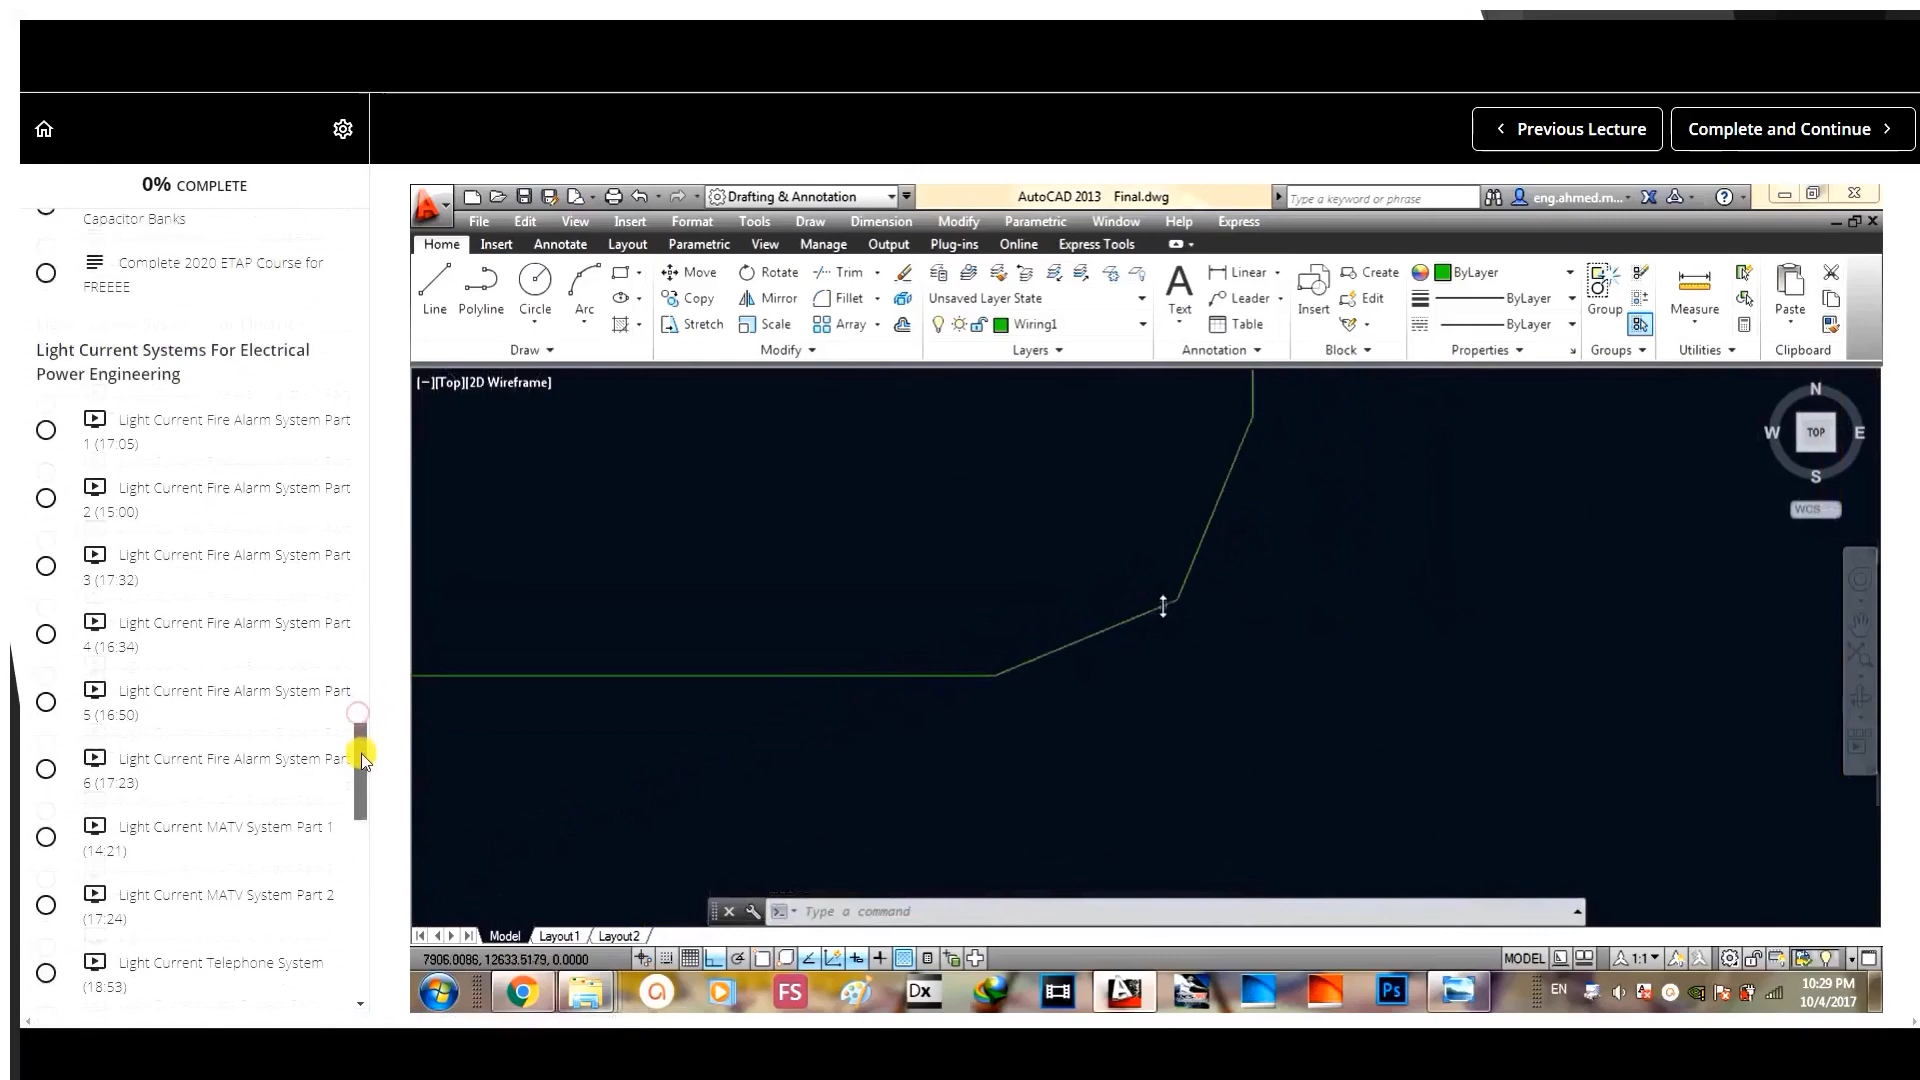 Previous Lecture
Complete and Continue
0% COMPLETE
Capacitor Banks
Complete 2020 ETAP Course for
FREEEE
Light Current Systems For Electrical
Power Engineering
Light Current Fire Alarm System Part
1 (17:05)
Light Current Fire Alarm System Part
2 (15:00)
Light Current Fire Alarm System Part
3 (17:32)
Light Current Fire Alarm System Part
4 (16:34)
Light Current Fire Alarm System Part
5 (16:50)
Light Current Fire Alarm System Part
6 (17:23)
Light Current MATV System Part 1
(14:21)
Light Current MATV System Part 2
(17:24)
Light Current Telephone System
(18:53)
Drafting & Annotation
AutoCAD 2013 Final.dwg
Type a keyword or phrase
eng.ahmed.m...
File Edit View Insert Format Tools Draw Dimension Modify Parametric Window Help Express
Home Insert Annotate Layout Parametric View Manage Output Plug-ins Online Express Tools
Line Polyline Circle Arc
Move Rotate Trim
Copy Mirror Fillet
Stretch Scale Array
Unsaved Layer State
Wiring1
Text
Linear
Leader
Table
Insert
Create
Edit
ByLayer
ByLayer
ByLayer
Group
Measure
Paste
Draw Modify Layers Annotation Block Properties Groups Utilities Clipboard
[−][Top][2D Wireframe]
N
W TOP E
S
WCS
Type a command
Model Layout1 Layout2
7906.0086, 12633.5179, 0.0000
MODEL
1:1
FS
Dx
Ps
EN
10:29 PM
10/4/2017